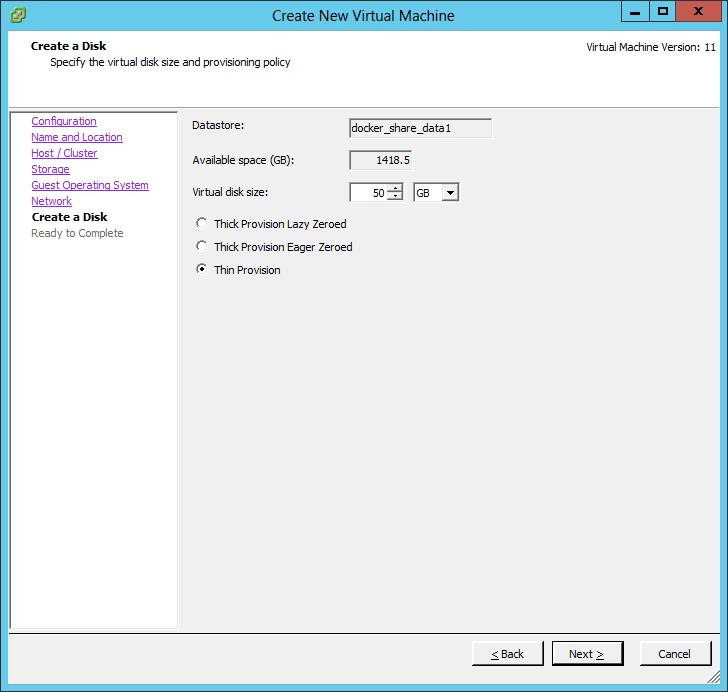 Create New Virtual Machine
Create a Disk
Specify the virtual disk size and provisioning policy
Virtual Machine Version: 11
Configuration
Name and Location
Host / Cluster
Storage
Guest Operating System
Network
Create a Disk
Ready to Complete
Datastore: docker_share_data1
Available space (GB): 1418.5
Virtual disk size: 50 GB
Thick Provision Lazy Zeroed
Thick Provision Eager Zeroed
Thin Provision
< Back Next > Cancel